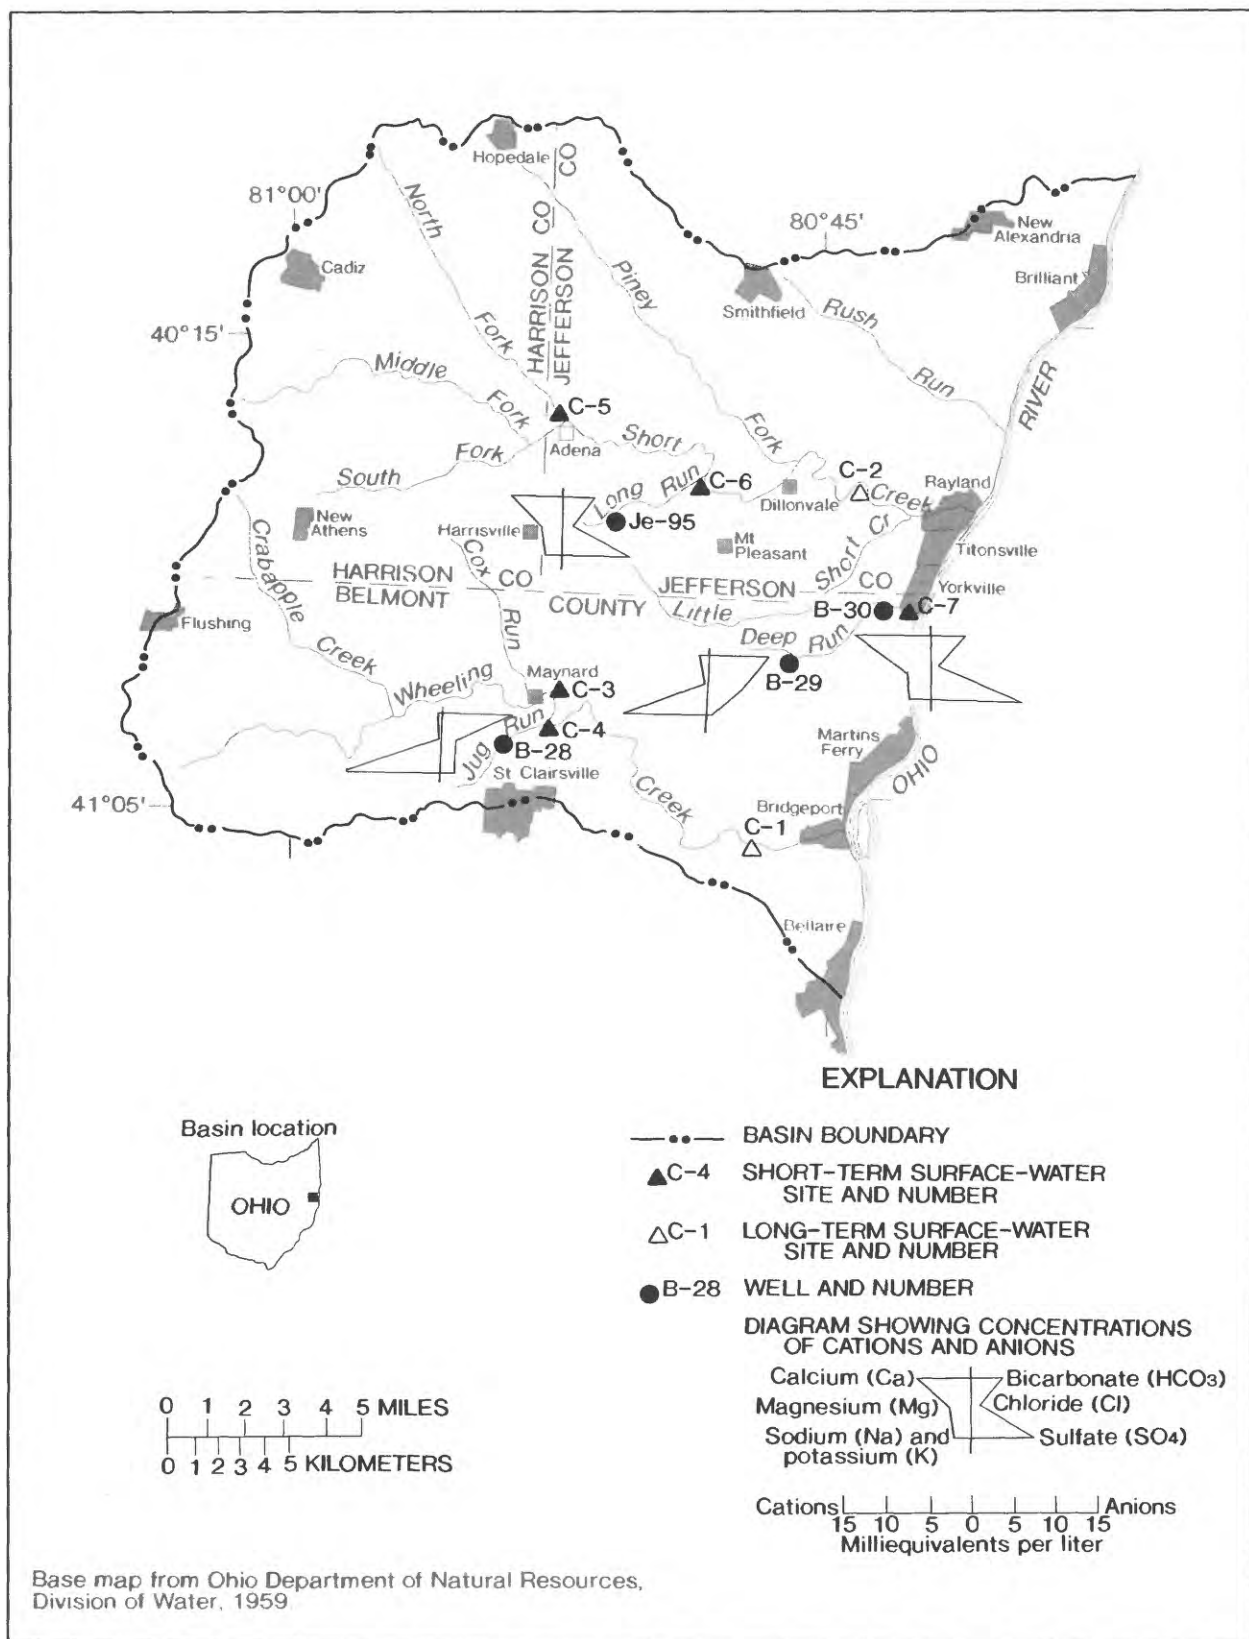 Hopedale
HARRISON CO
JEFFERSON CO
81°00'
North
Fork
80°45'
New
Alexandria
Cadiz
Piney
Fork
Brilliant
Smithfield
Rush
Run
40°15'
RIVER
Middle
Fork
C-5
Adena
Short
Creek
South
Fork
C-6
C-2
Rayland
Long
Run
Dillonvale
New
Athens
Harrisville
Je-95
Mt
Pleasant
Short
Cr
Titonsville
Crabapple
Creek
Cox
Run
HARRISON CO
BELMONT
COUNTY
JEFFERSON CO
Yorkville
Little
B-30
C-7
Flushing
Deep
Run
B-29
Maynard
C-3
Wheeling
Creek
Jug
Run
C-4
B-28
St Clairsville
Martins
Ferry
OHIO
41°05'
Bridgeport
C-1
Bellaire
EXPLANATION
Basin location
OHIO
BASIN BOUNDARY
C-4 SHORT-TERM SURFACE-WATER
SITE AND NUMBER
C-1 LONG-TERM SURFACE-WATER
SITE AND NUMBER
B-28 WELL AND NUMBER
DIAGRAM SHOWING CONCENTRATIONS
OF CATIONS AND ANIONS
Calcium (Ca) Bicarbonate (HCO3)
Magnesium (Mg) Chloride (Cl)
Sodium (Na) and Sulfate (SO4)
potassium (K)
0 1 2 3 4 5 MILES
0 1 2 3 4 5 KILOMETERS
Cations Anions
15 10 5 0 5 10 15
Milliequivalents per liter
Base map from Ohio Department of Natural Resources,
Division of Water, 1959